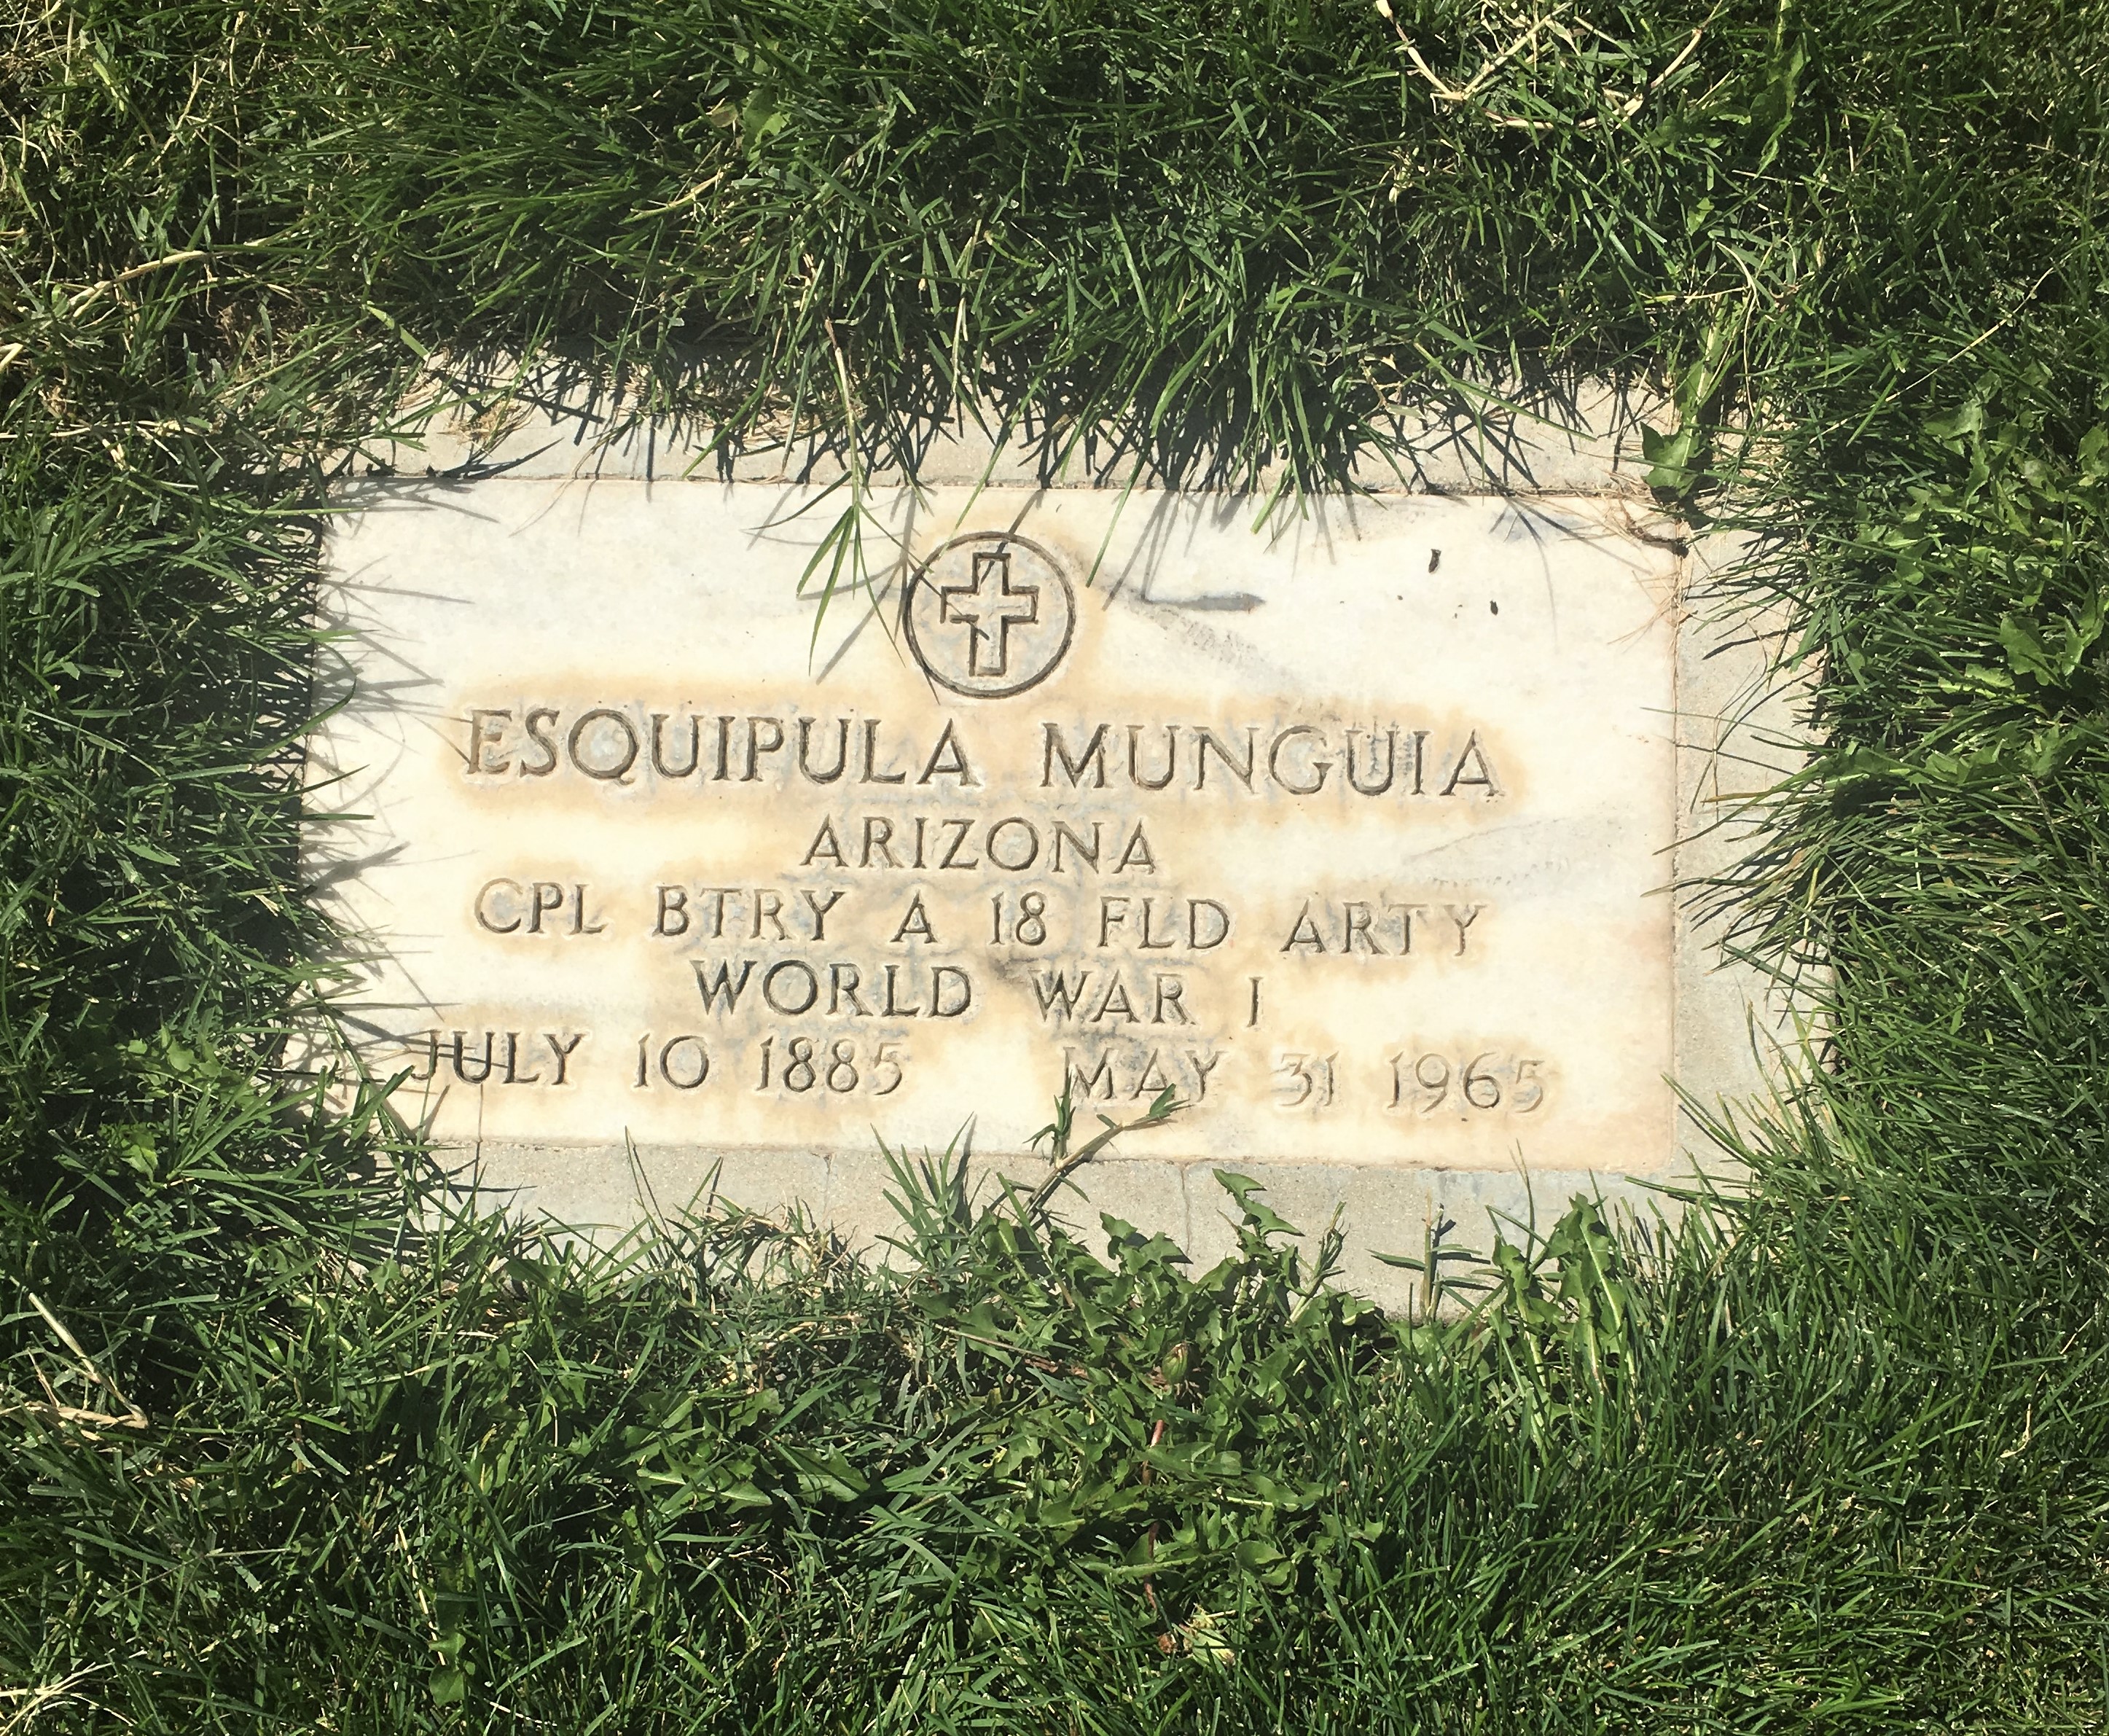 ESQUIPULA MUNGUIA
ARIZONA
CPL BTRY A 18 FLD ARTY
WORLD WAR I
JULY 10 1885 MAY 31 1965